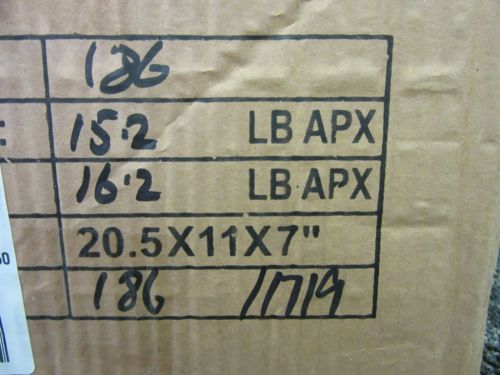 186
: 15.2 LB APX
16.2 LB APX
20.5X11X7"
186 11719